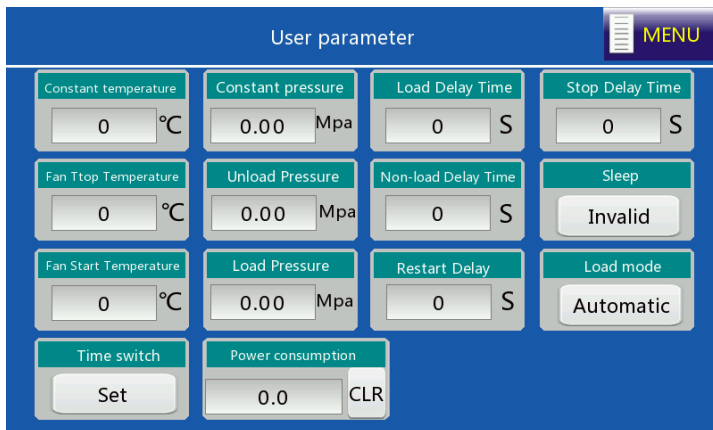 User parameter
MENU
Constant temperature
0 ℃
Constant pressure
0.00 Mpa
Load Delay Time
0 S
Stop Delay Time
0 S
Fan Ttop Temperature
0 ℃
Unload Pressure
0.00 Mpa
Non-load Delay Time
0 S
Sleep
Invalid
Fan Start Temperature
0 ℃
Load Pressure
0.00 Mpa
Restart Delay
0 S
Load mode
Automatic
Time switch
Set
Power consumption
0.0 CLR